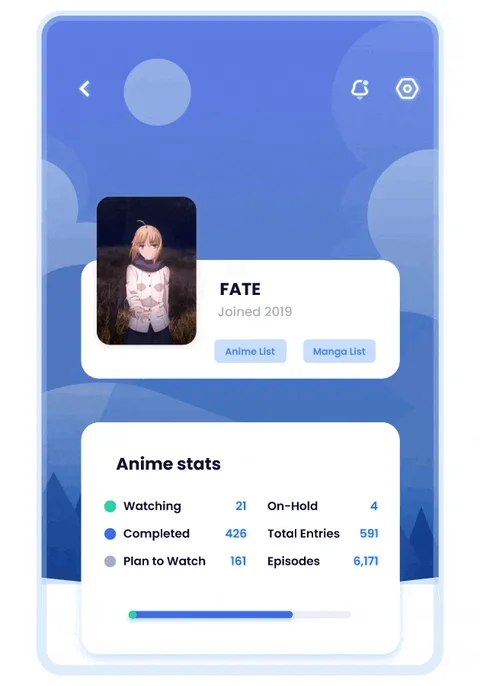 FATE
Joined 2019
Anime List Manga List
Anime stats
Watching 21 On-Hold 4
Completed 426 Total Entries 591
Plan to Watch 161 Episodes 6,171